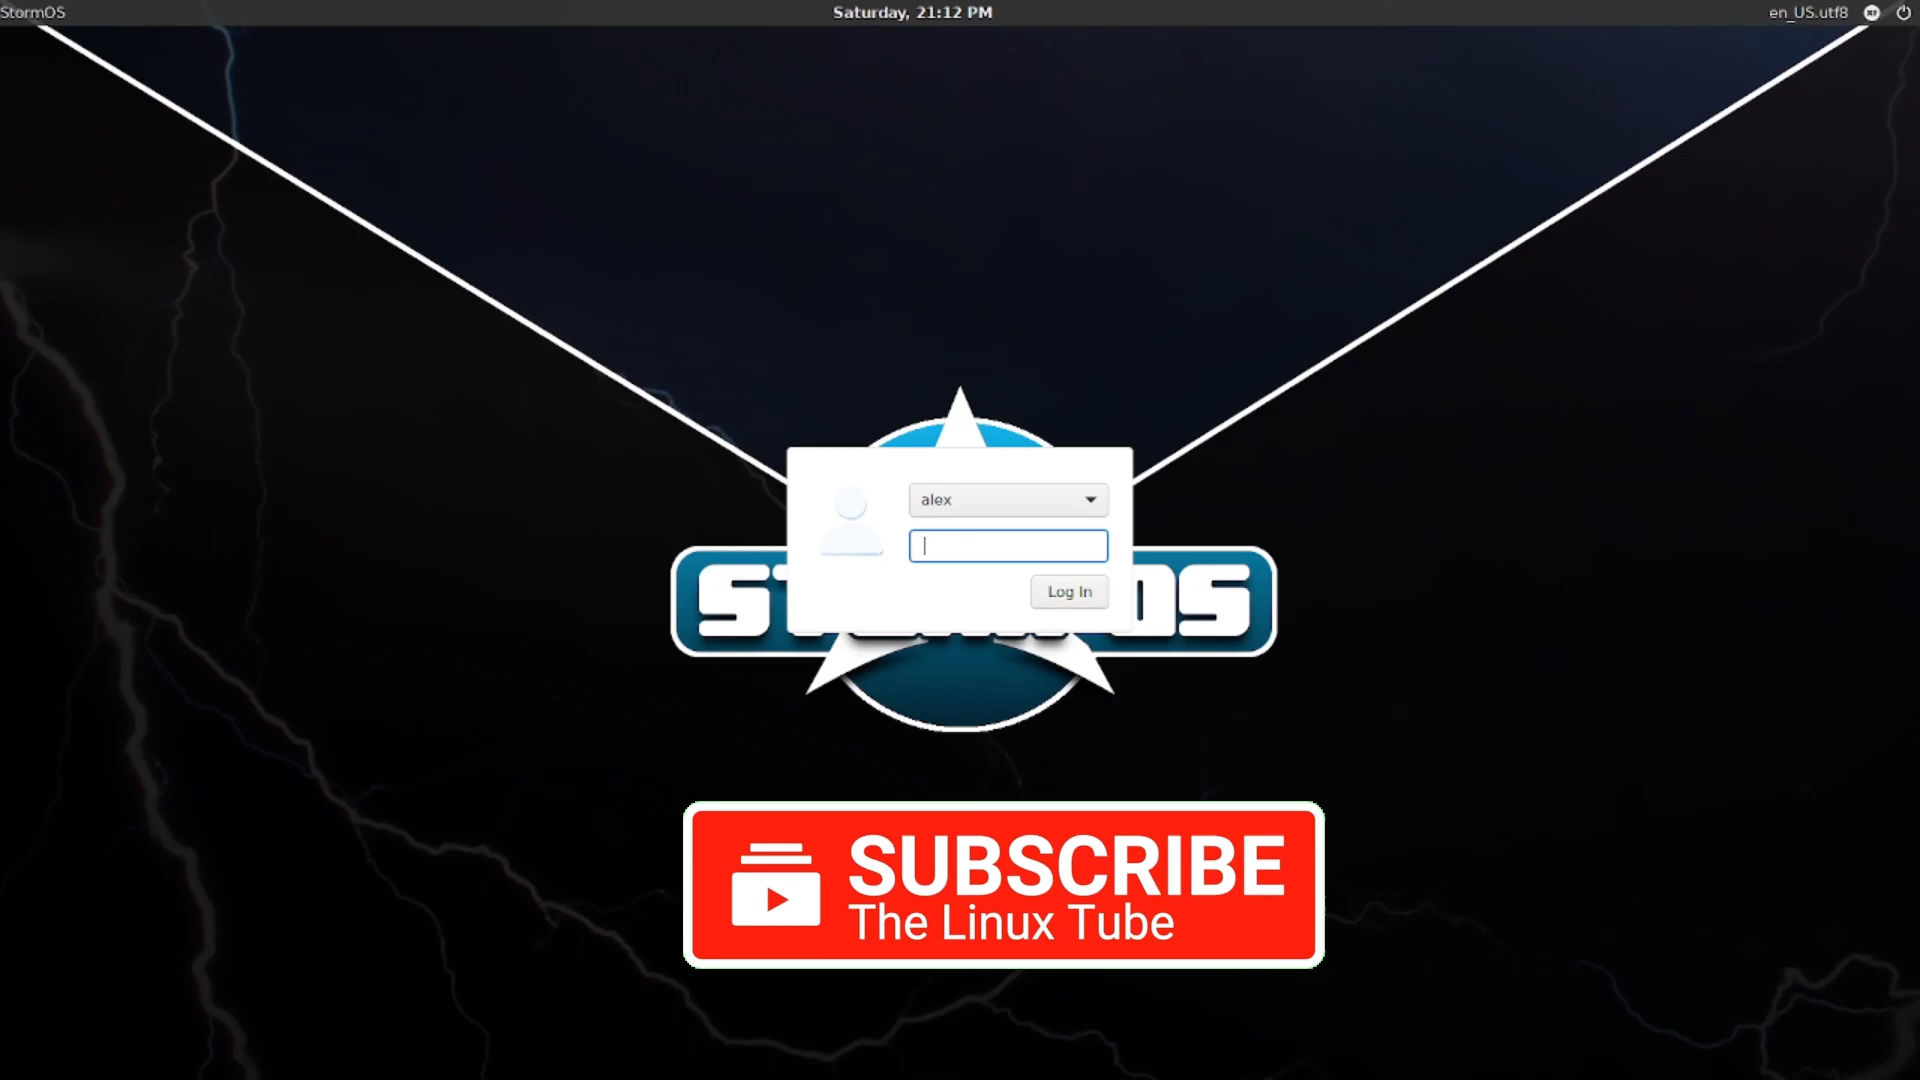 StormOS
Saturday, 21:12 PM
en_US.utf8
alex
Log In
SUBSCRIBE
The Linux Tube